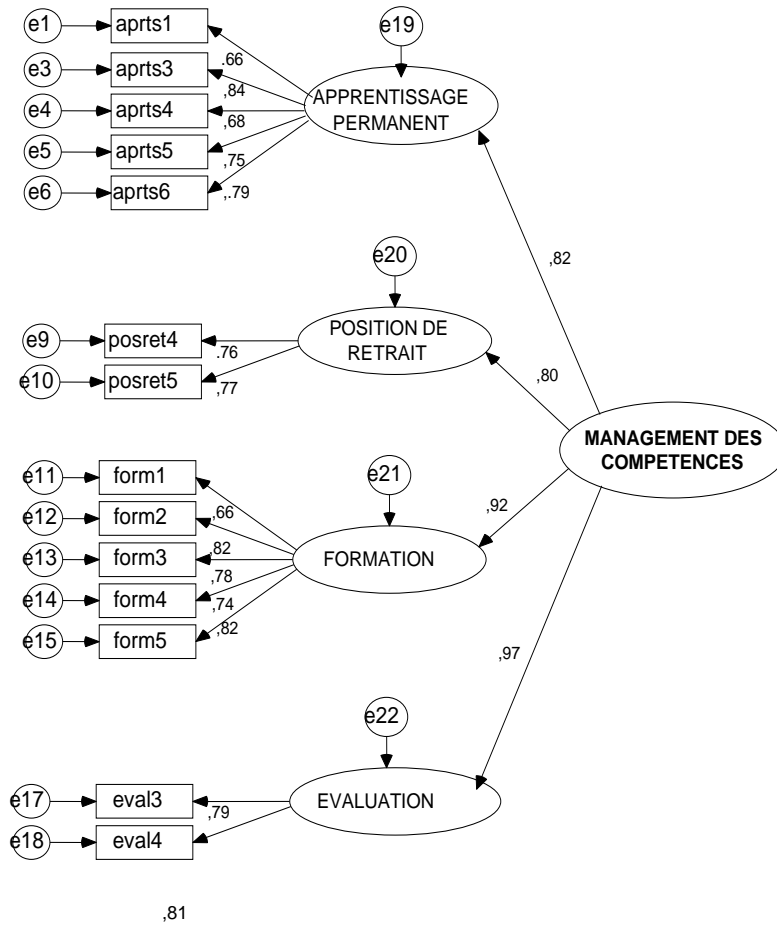 e19
e1 aprts1
.66
e3 aprts3
,84
APPRENTISSAGE
PERMANENT
e4 aprts4
,68
e5 aprts5
,75
e6 aprts6
,.79
,82
e20
e9 posret4
.76
POSITION DE
RETRAIT
e10 posret5
,77
,80
MANAGEMENT DES
COMPETENCES
e21
e11 form1
,66
,92
e12 form2
,82
e13 form3
FORMATION
,78
e14 form4
,74
e15 form5
,82
,97
e22
e17 eval3
,79
EVALUATION
e18 eval4
,81